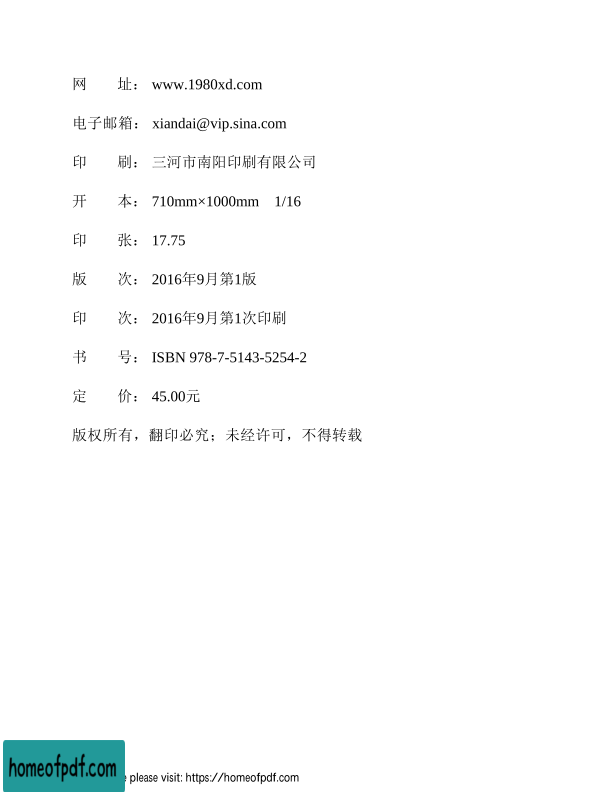 网　　址： www.1980xd.com
电子邮箱： xiandai@vip.sina.com
印　　刷： 三河市南阳印刷有限公司
开　　本： 710mm×1000mm　1/16
印　　张： 17.75
版　　次： 2016年9月第1版
印　　次： 2016年9月第1次印刷
书　　号： ISBN 978-7-5143-5254-2
定　　价： 45.00元
版权所有，翻印必究；未经许可，不得转载
homeofpdf.com
please visit: https://homeofpdf.com